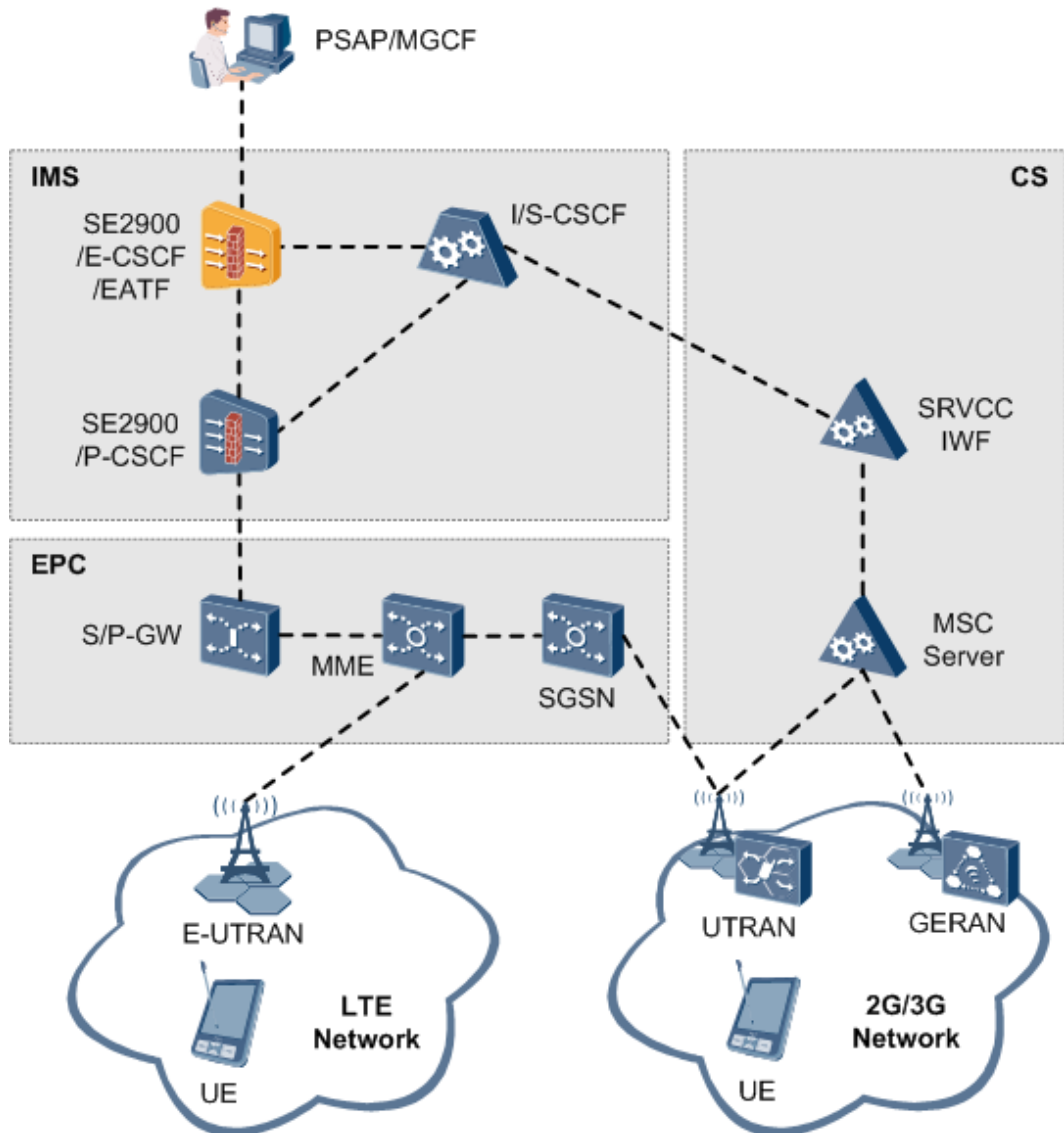 PSAP/MGCF
IMS
CS
SE2900
/E-CSCF
/EATF
I/S-CSCF
SE2900
/P-CSCF
SRVCC
IWF
EPC
S/P-GW
MME
SGSN
MSC
Server
E-UTRAN
LTE
Network
UE
UTRAN
GERAN
2G/3G
Network
UE